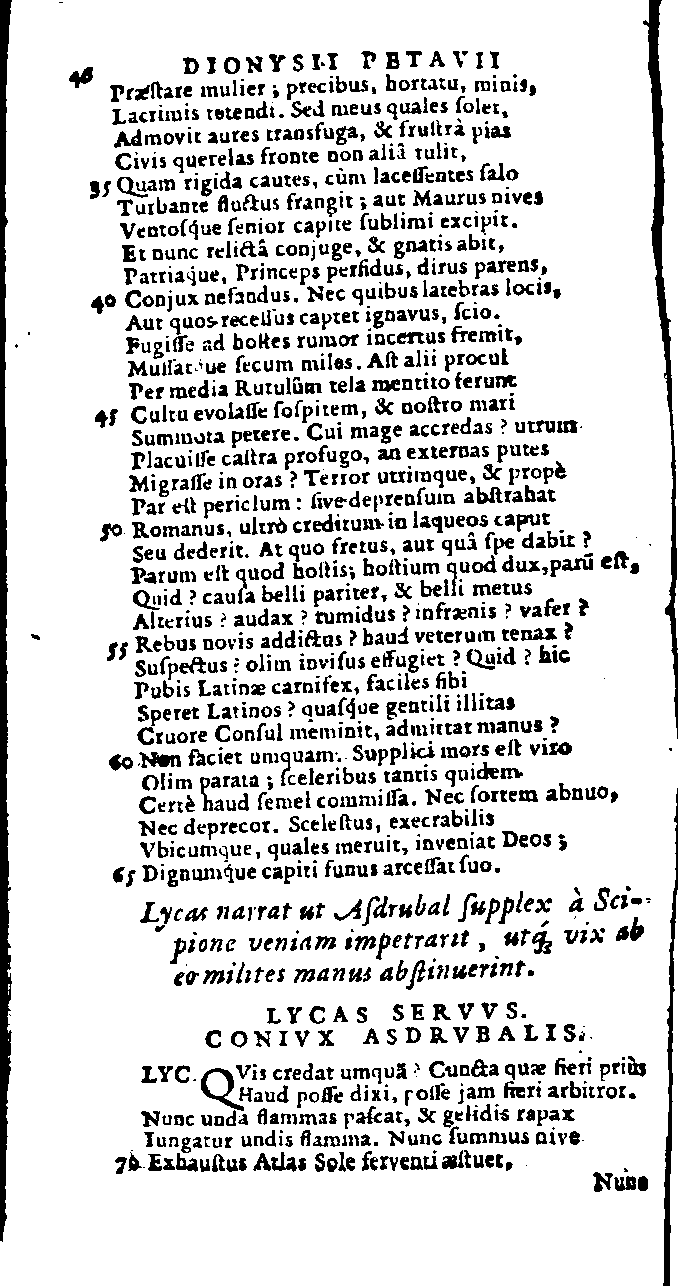 46 DIONYSII PETAVII
Præſtare mulier ; precibus, hortatu, minis,
Lacrimis tetendi. Sed meus quales ſolet,
Admovit aures transfuga, & fruſtrà pias
Civis querelas fronte non aliâ tulit,
35 Quam rigida cautes, cùm laceſſentes ſalo
Turbante fluctus frangit ; aut Maurus nives
Ventoſque ſenior capite ſublimi excipit.
Et nunc relictâ conjuge, & gnatis abit,
Patriaque, Princeps perfidus, dirus parens,
40 Conjux nefandus. Nec quibus latebras locis,
Aut quos receſſus captet ignavus, ſcio.
Fugiſſe ad hoſtes rumor incertus fremit,
Muſſatque ſecum miles. Aſt alii procul
Per media Rutulûm tela mentito ferunt
45 Cultu evolaſſe ſoſpitem, & noſtro mari
Summota petere. Cui mage accredas ? utrum
Placuiſſe caſtra profugo, an externas putes
Migraſſe in oras ? Terror utrimque, & propè
Par eſt periclum : ſive deprenſum abſtrahat
50 Romanus, ultrò creditum in laqueos caput
Seu dederit. At quo fretus, aut quâ ſpe dabit ?
Parum eſt quod hoſtis; hoſtium quod dux, parũ eſt,
Quid ? cauſa belli pariter, & belli metus
Alterius ? audax ? tumidus ? infrænis ? vafer ?
55 Rebus novis addictus ? haud veterum tenax ?
Suſpectus ? olim inviſus effugiet ? Quid ? hic
Pubis Latinæ carnifex, faciles ſibi
Speret Latinos ? quaſq́ue gentili illitas
Cruore Conſul meminit, admittat manus ?
60 Non faciet umquam. Supplici mors eſt viro
Olim parata ; ſceleribus tantis quidem
Certè haud ſemel commiſſa. Nec ſortem abnuo,
Nec deprecor. Sceleſtus, execrabilis
Vbicumque, quales meruit, inveniat Deos ;
65 Dignumq́ue capiti funus arceſſat ſuo.
Lycas narrat ut Aſdrubal ſupplex à Sci-
pione veniam impetrarit, utq́; vix ab
eo milites manus abſtinuerint.
LYCAS SERVVS.
CONIVX ASDRVBALIS.
LYC. QVis credat umquã ? Cuncta quæ fieri priùs
Haud poſſe dixi, poſſe jam fieri arbitror.
Nunc unda flammas paſcat, & gelidis rapax
Iungatur undis flamma. Nunc ſummus nive
70 Exhauſtus Atlas Sole ferventi æſtuet,
Nunc